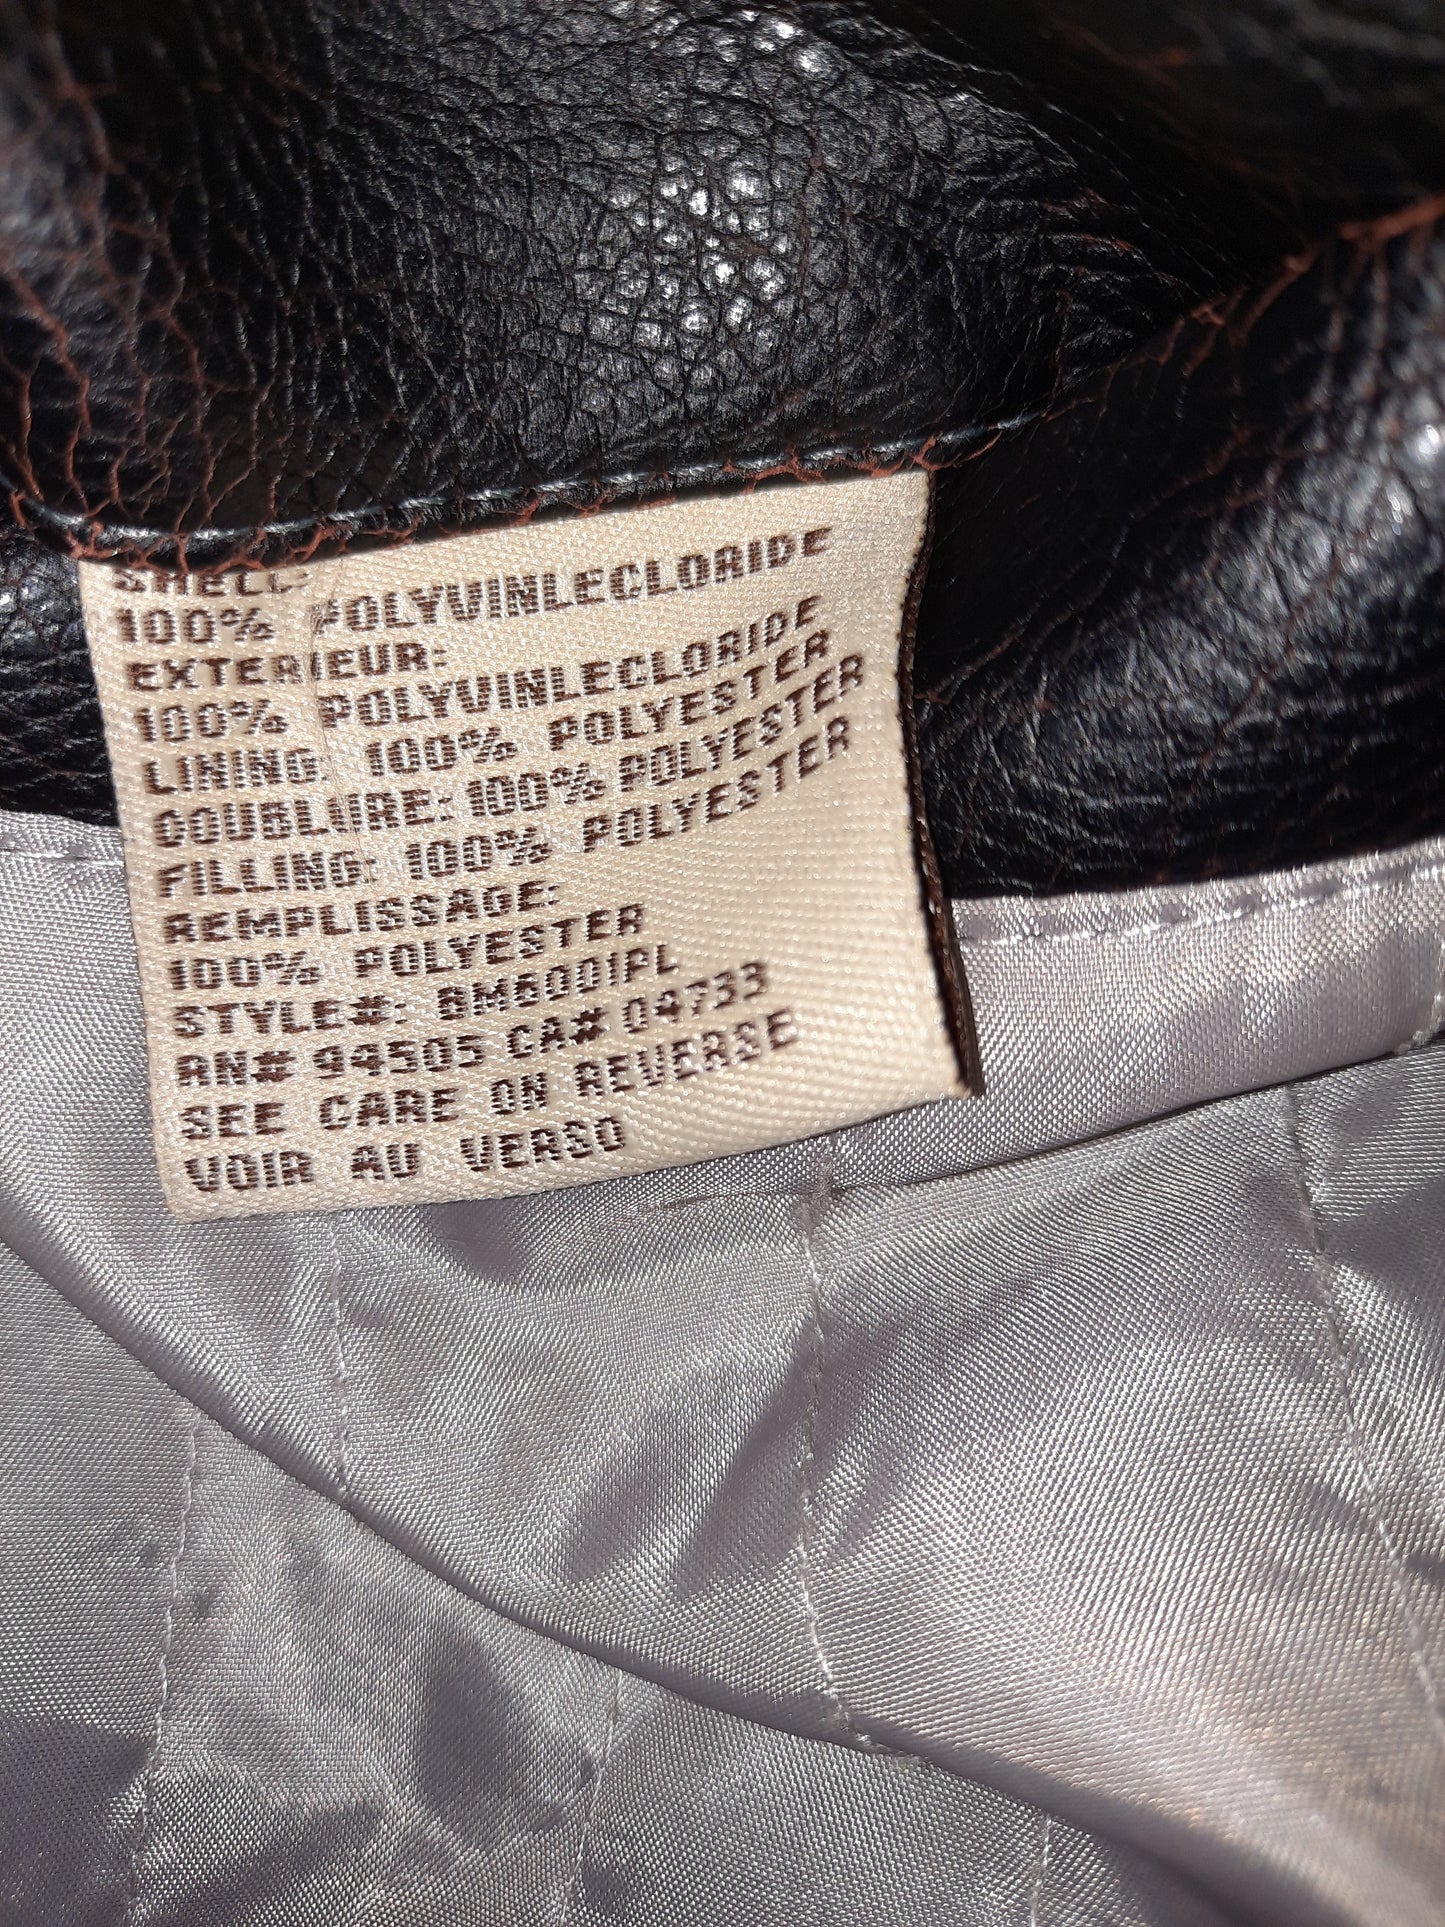 SHELL:
100% POLYVINLECLORIDE
EXTERIEUR:
100% POLYVINLECLORIDE
LINING: 100% POLYESTER
DOUBLURE: 100% POLYESTER
FILLING: 100% POLYESTER
REMPLISSAGE:
100% POLYESTER
STYLE#: BM6001PL
RN# 94505 CA# 04733
SEE CARE ON REVERSE
VOIR AU VERSO